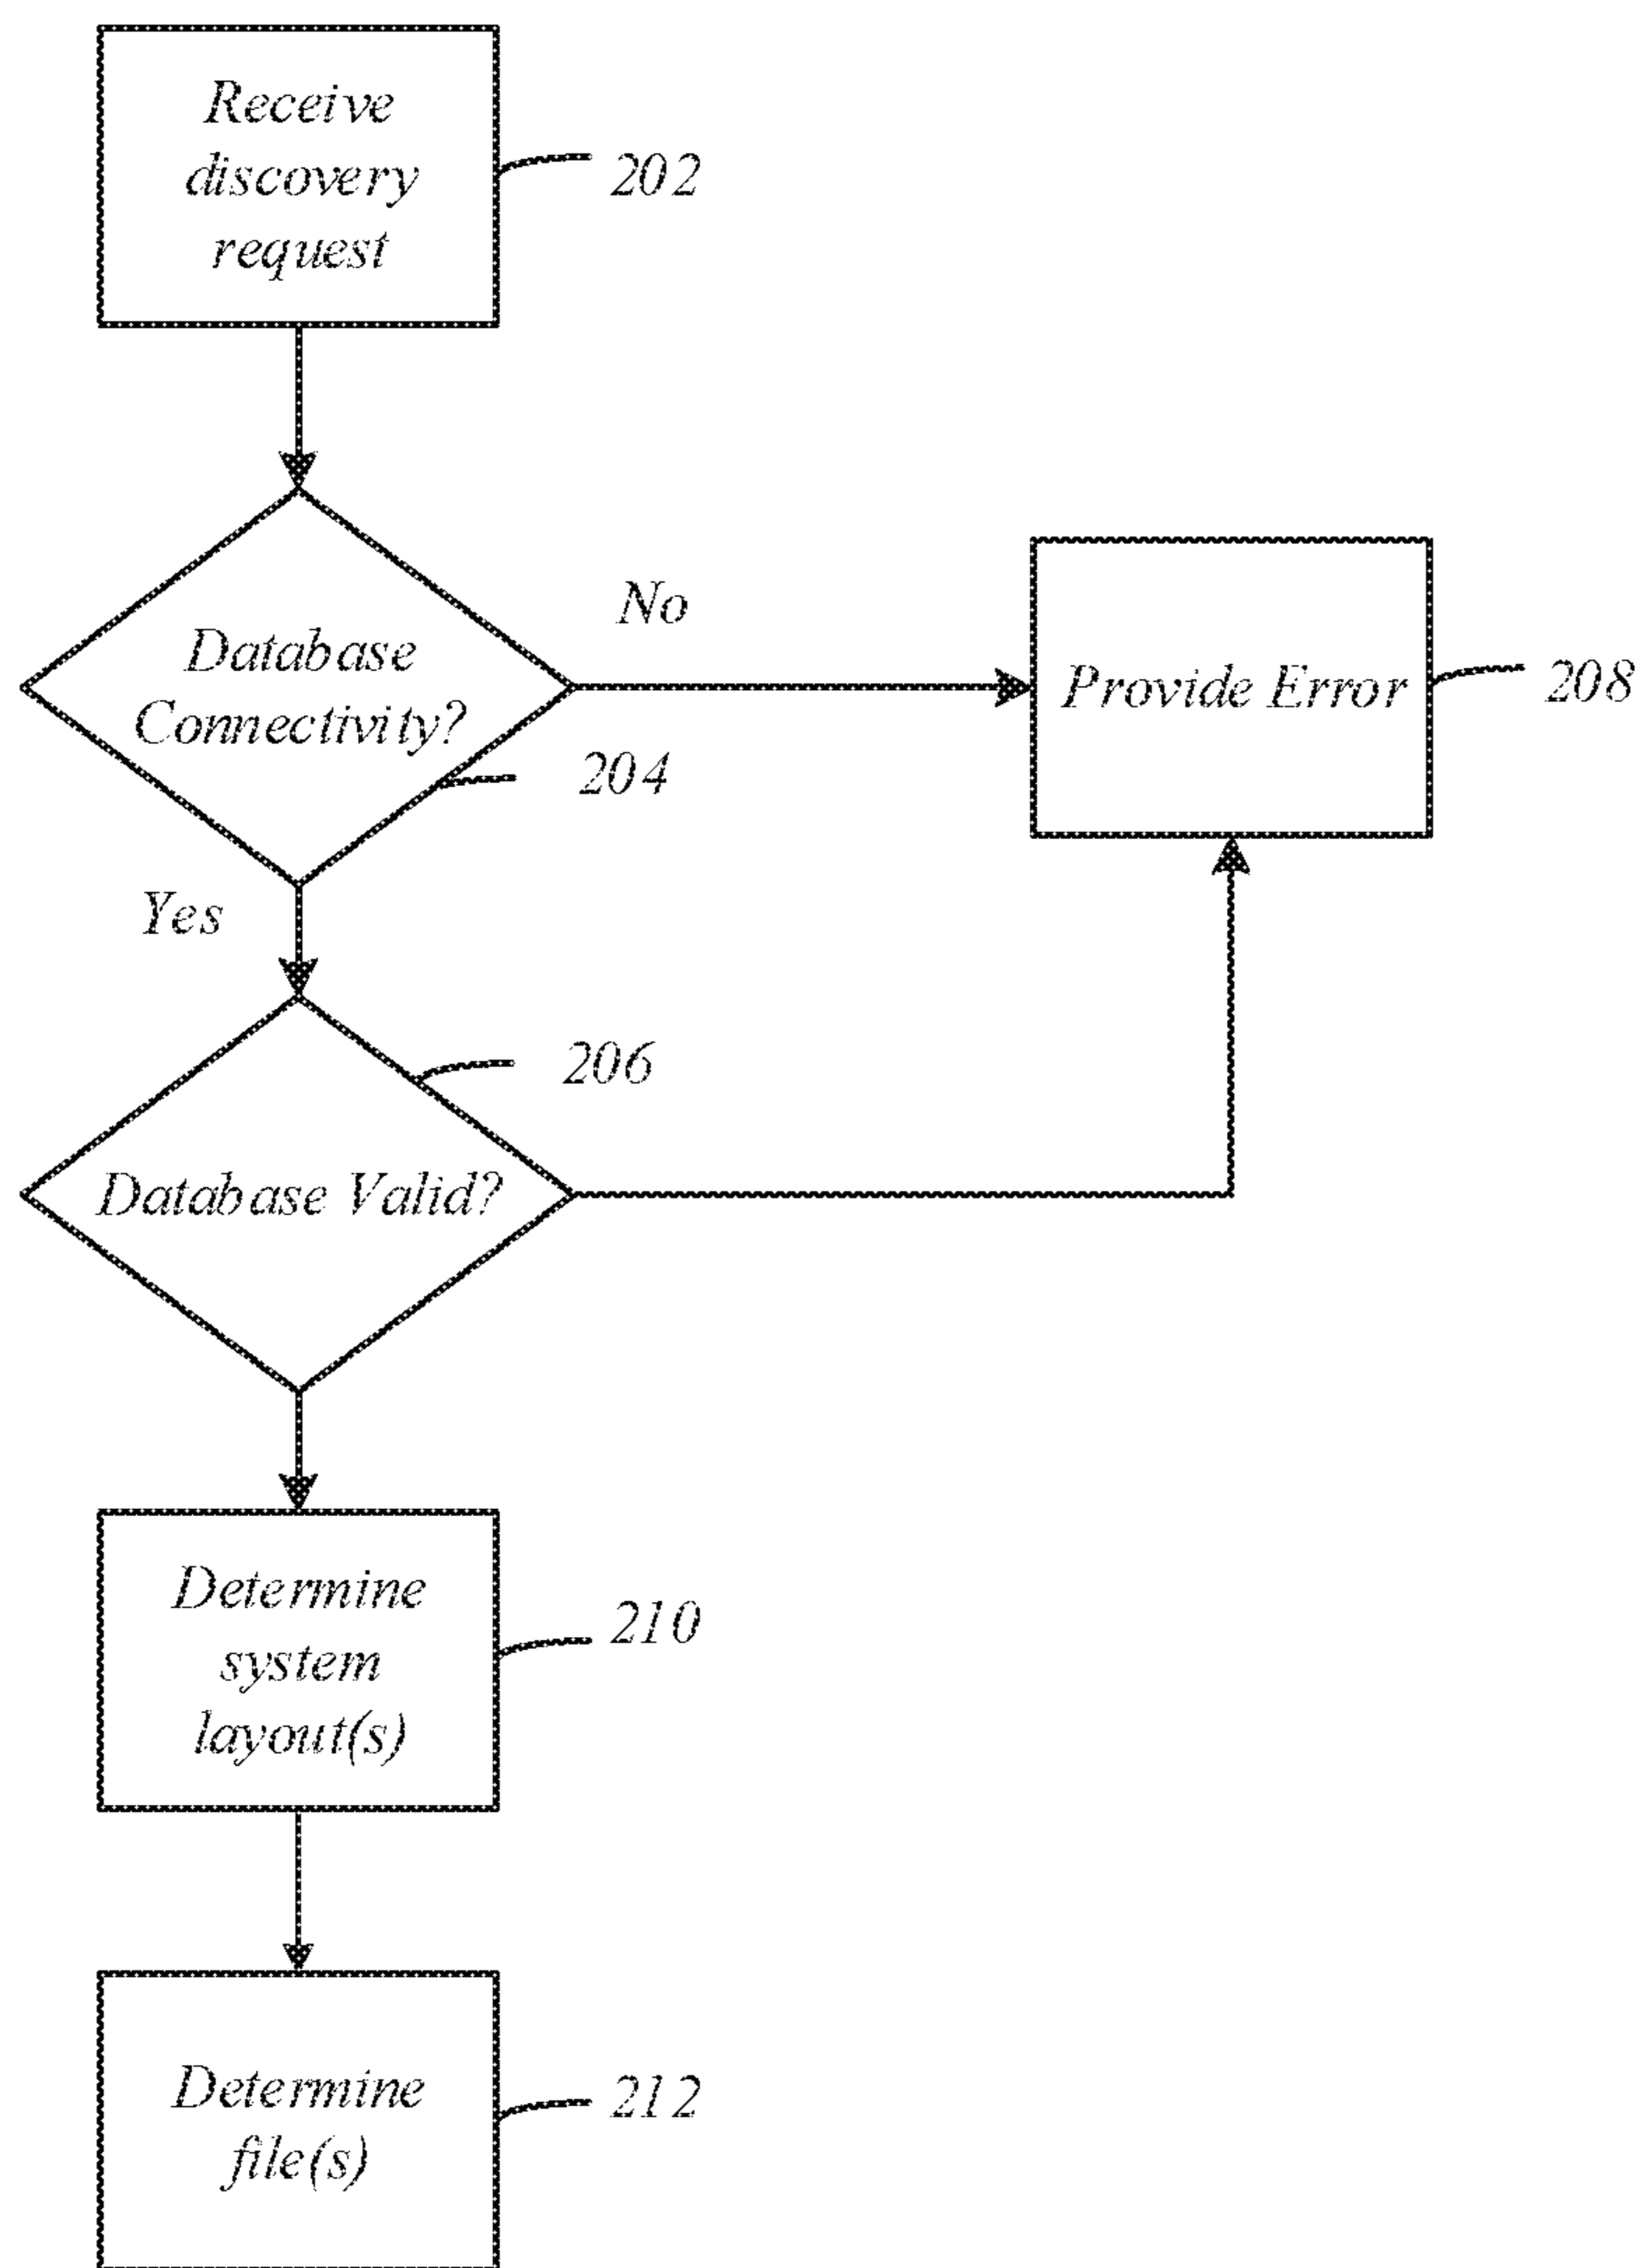 Receive
discovery
request
202
Database
Connectivity?
204
No
Provide Error
208
Yes
206
Database Valid?
Determine
system
layout(s)
210
Determine
file(s)
212